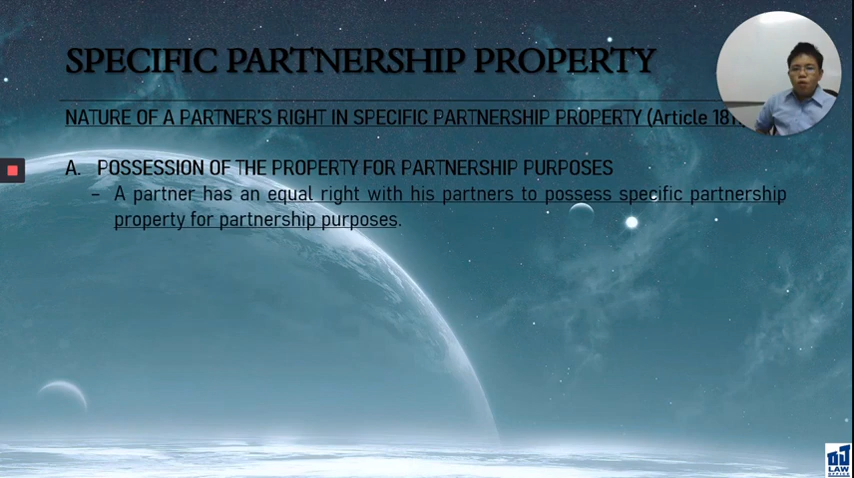 SPECIFIC PARTNERSHIP PROPERTY
NATURE OF A PARTNER'S RIGHT IN SPECIFIC PARTNERSHIP PROPERTY (Article
A. POSSESSION OF THE PROPERTY FOR PARTNERSHIP PURPOSES
– A partner has an equal right with his partners to possess specific partnership
property for partnership purposes.
LAW
OFFICE